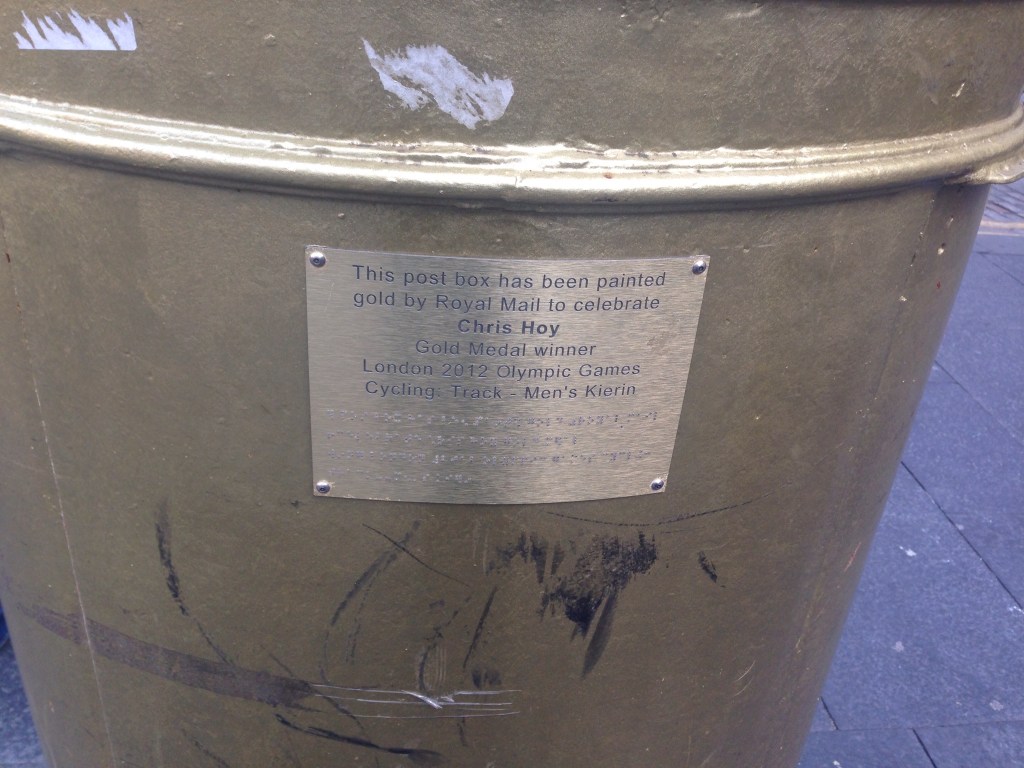 This post box has been painted
gold by Royal Mail to celebrate
Chris Hoy
Gold Medal winner
London 2012 Olympic Games
Cycling: Track - Men's Kierin